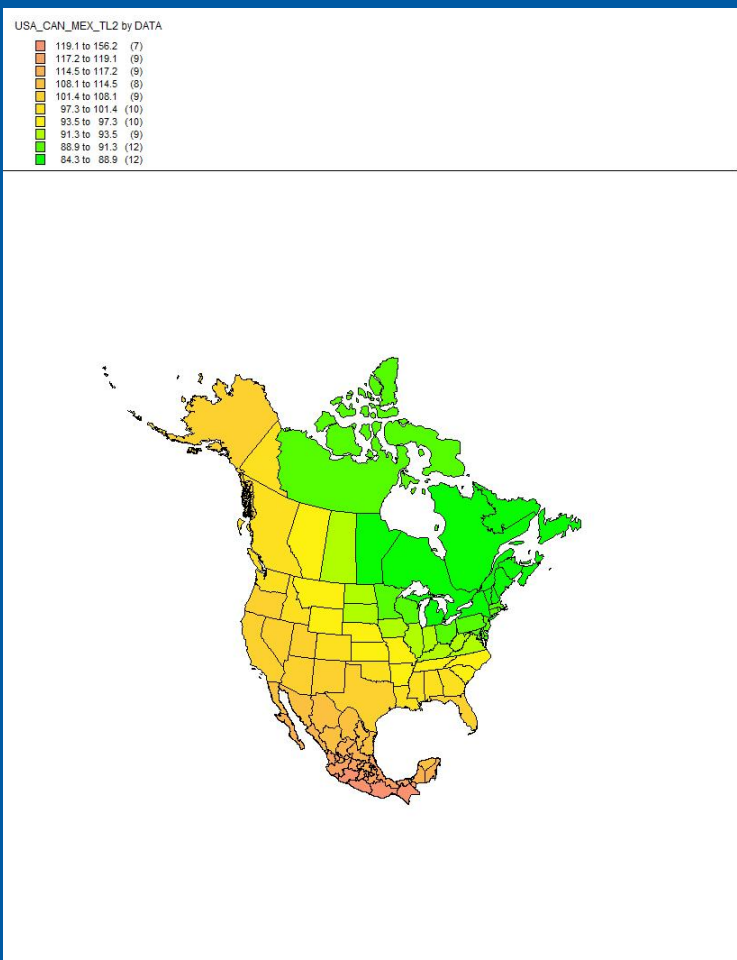 USA_CAN_MEX_TL2 by DATA
119.1 to 156.2 (7)
117.2 to 119.1 (9)
114.5 to 117.2 (9)
108.1 to 114.5 (8)
101.4 to 108.1 (9)
97.3 to 101.4 (10)
93.5 to 97.3 (10)
91.3 to 93.5 (9)
88.9 to 91.3 (12)
84.3 to 88.9 (12)